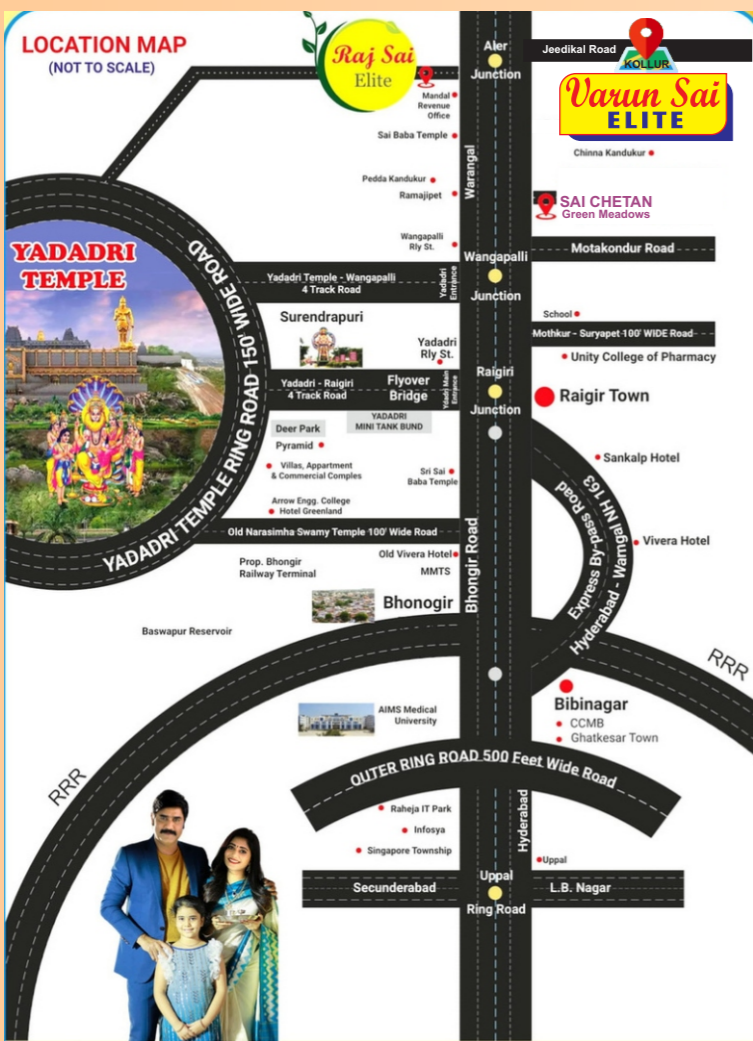 LOCATION MAP
(NOT TO SCALE)
Raj Sai
Elite
Aler
Junction
Jeedikal Road
KOLLUR
Varun Sai
ELITE
Mandal
Revenue
Office
Sai Baba Temple
Chinna Kandukur
Warangal
Pedda Kandukur
Ramajipet
SAI CHETAN
Green Meadows
Wangapalli
Rly St.
Wangapalli
Junction
Motakondur Road
YADADRI
TEMPLE
YADADRI TEMPLE RING ROAD 150' WIDE ROAD
Yadadri Temple - Wangapalli
4 Track Road
Yadadri
Entrance
Surendrapuri
School
Mothkur - Suryapet 100' WIDE Road
Yadadri
Rly St.
Unity College of Pharmacy
Raigiri
Junction
Yadadri - Raigiri
4 Track Road
Flyover
Bridge
Ydadri Main
Entrance
Raigir Town
YADADRI
MINI TANK BUND
Deer Park
Pyramid
Villas, Appartment
& Commercial Comples
Sri Sai
Baba Temple
Sankalp Hotel
Arrow Engg. College
Hotel Greenland
Express By-pass Road
Hyderabad - Wamgal NH 163
Old Narasimha Swamy Temple 100' Wide Road
Bhongir Road
Vivera Hotel
Old Vivera Hotel
MMTS
Prop. Bhongir
Railway Terminal
Bhonogir
Baswapur Reservoir
RRR
AIMS Medical
University
Bibinagar
CCMB
Ghatkesar Town
OUTER RING ROAD 500 Feet Wide Road
RRR
Raheja IT Park
Infosya
Singapore Township
Hyderabad
Uppal
Secunderabad
Uppal
Ring Road
L.B. Nagar